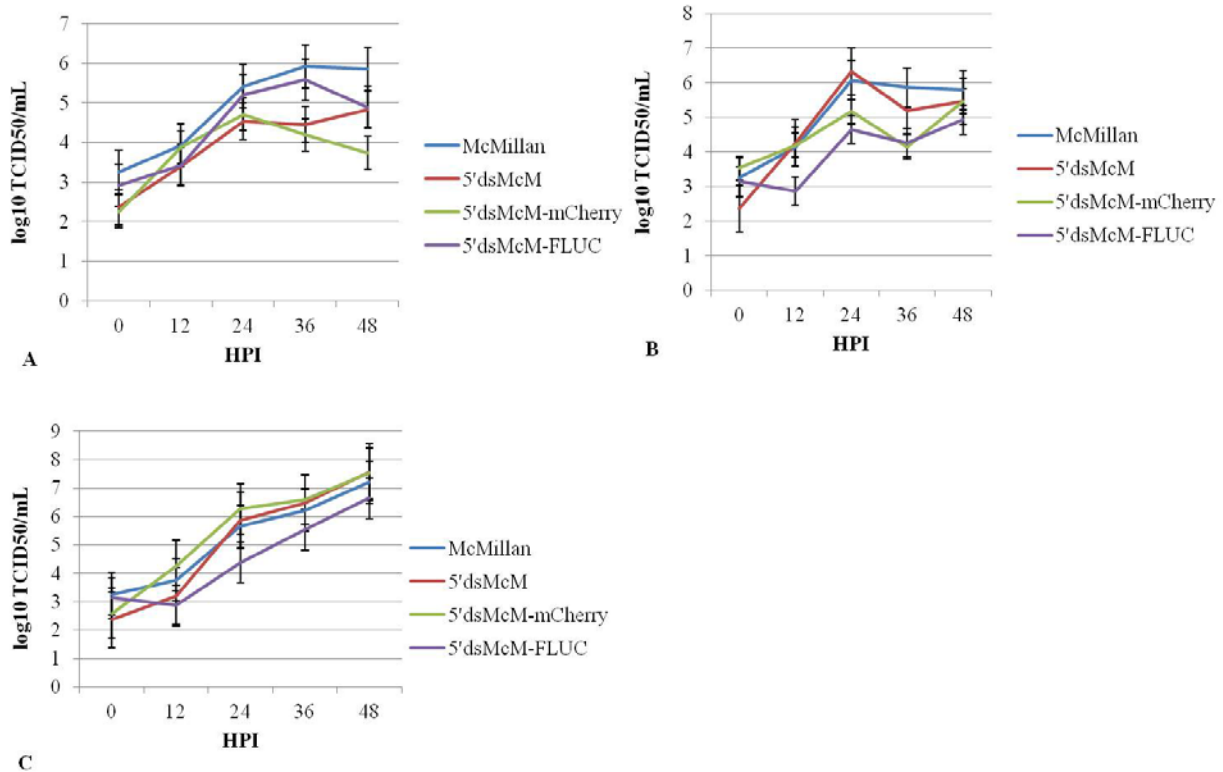 7
6
5
4
3
2
1
0
log10 TCID50/mL
0 12 24 36 48
HPI
McMillan
5'dsMcM
5'dsMcM-mCherry
5'dsMcM-FLUC
A
8
7
6
5
4
3
2
1
0
log10 TCID50/mL
0 12 24 36 48
HPI
McMillan
5'dsMcM
5'dsMcM-mCherry
5'dsMcM-FLUC
B
9
8
7
6
5
4
3
2
1
0
log10 TCID50/mL
0 12 24 36 48
HPI
McMillan
5'dsMcM
5'dsMcM-mCherry
5'dsMcM-FLUC
C